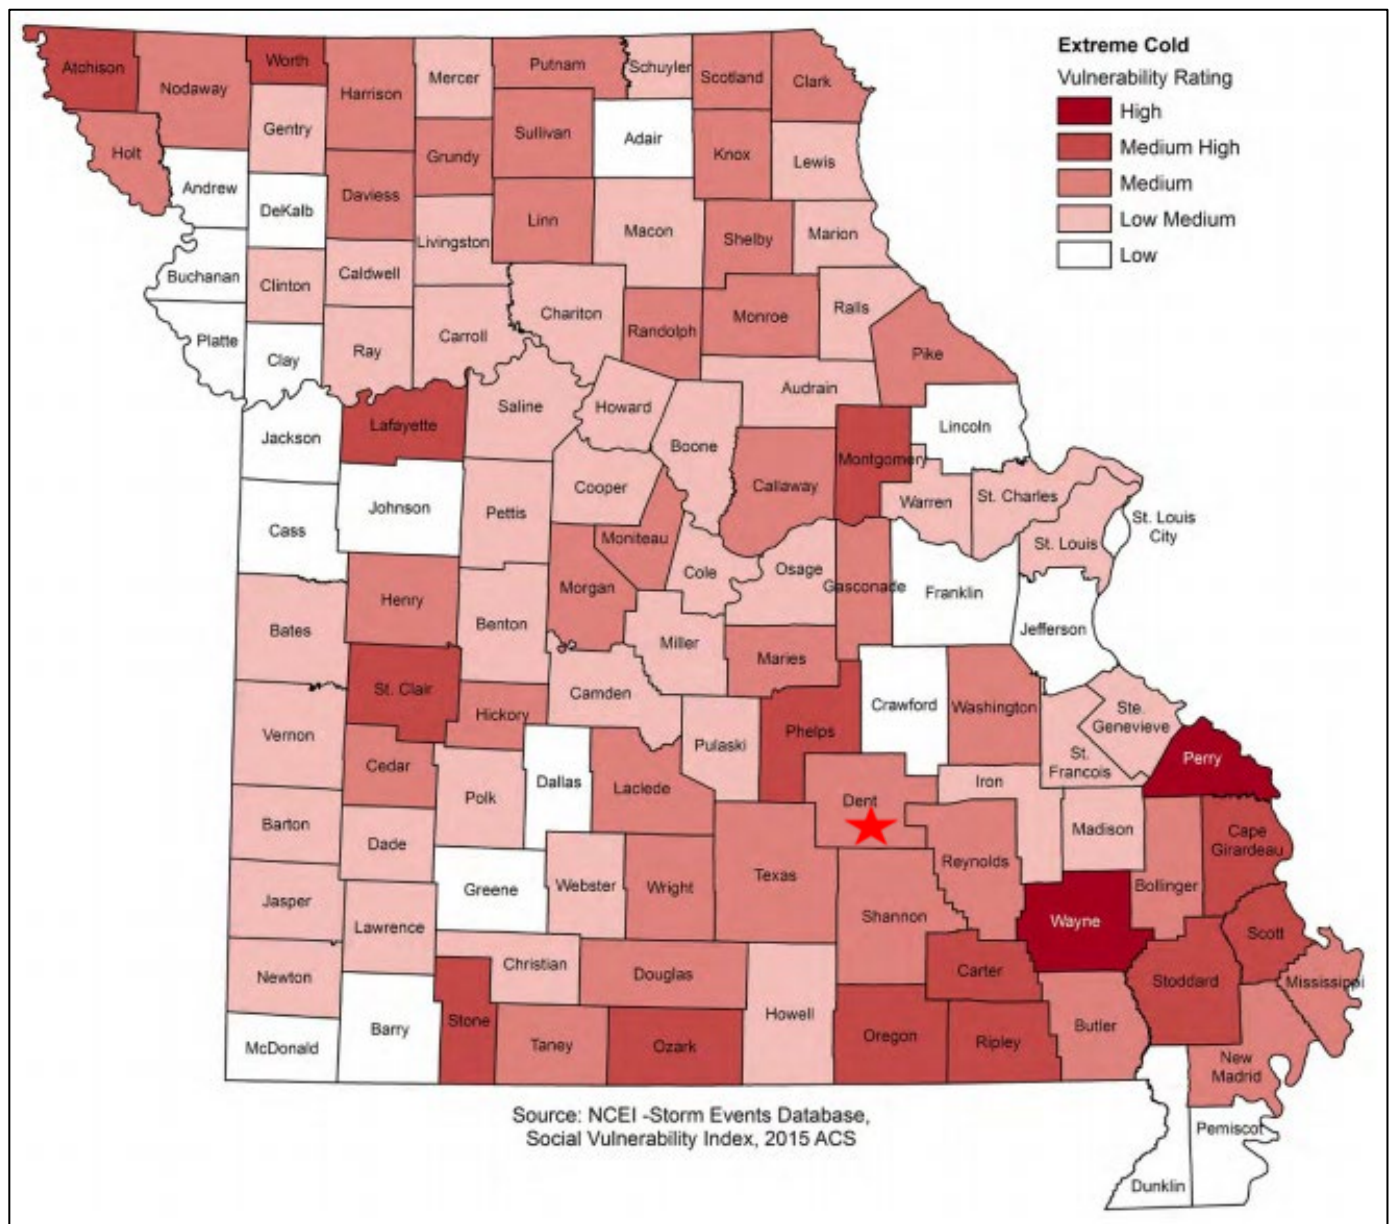 Extreme Cold
Vulnerability Rating
High
Medium High
Medium
Low Medium
Low
Atchison
Nodaway
Worth
Harrison
Mercer
Putnam
Schuyler
Scotland
Clark
Gentry
Holt
Andrew
DeKalb
Daviess
Grundy
Sullivan
Adair
Knox
Lewis
Buchanan
Clinton
Caldwell
Livingston
Linn
Macon
Shelby
Marion
Platte
Clay
Ray
Carroll
Chariton
Randolph
Monroe
Ralls
Pike
Audrain
Jackson
Lafayette
Saline
Howard
Boone
Callaway
Montgomery
Lincoln
Warren
St. Charles
St. Louis
City
St. Louis
Cass
Johnson
Pettis
Cooper
Moniteau
Cole
Osage
Gasconade
Franklin
Jefferson
Bates
Henry
Benton
Morgan
Miller
Maries
Camden
Vernon
St. Clair
Hickory
Pulaski
Phelps
Crawford
Washington
Ste.
Genevieve
St.
Francois
Perry
Cedar
Polk
Dallas
Laclede
Dent
Iron
Madison
Cape
Girardeau
Barton
Dade
Greene
Webster
Wright
Texas
Reynolds
Bollinger
Jasper
Lawrence
Shannon
Wayne
Scott
Newton
Christian
Douglas
Howell
Carter
Stoddard
Mississippi
McDonald
Barry
Stone
Taney
Ozark
Oregon
Ripley
Butler
New
Madrid
Pemiscot
Dunklin
Source: NCEI -Storm Events Database,
Social Vulnerability Index, 2015 ACS